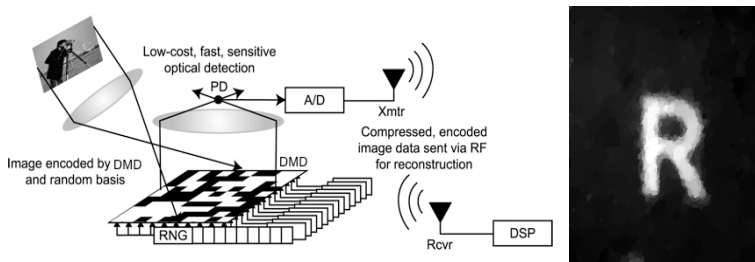 Low-cost, fast, sensitive
optical detection
PD
A/D
Xmtr
Image encoded by DMD
and random basis
DMD
Compressed, encoded
image data sent via RF
for reconstruction
RNG
Rcvr
DSP
R